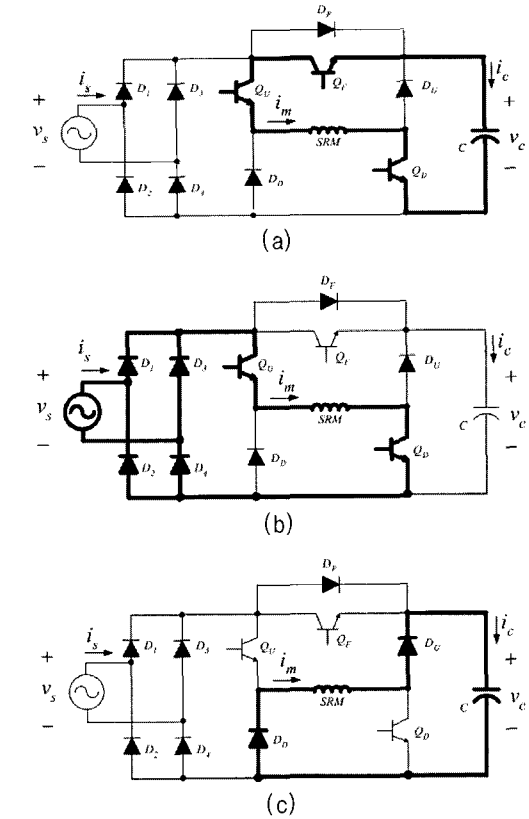 D_F
i_s
D_1
D_3
Q_U
Q_F
i_c
+
v_s
−
i_m
SRM
D_U
C
+
v_c
−
D_2
D_4
D_D
Q_D
(a)
D_F
i_s
D_1
D_3
Q_U
i_c
+
v_s
−
i_m
SRM
D_U
C
+
v_c
−
D_2
D_4
D_D
Q_D
(b)
D_F
i_s
D_1
D_3
Q_U
Q_F
i_c
+
v_s
−
i_m
SRM
D_U
C
+
v_c
−
D_2
D_4
D_D
Q_D
(c)